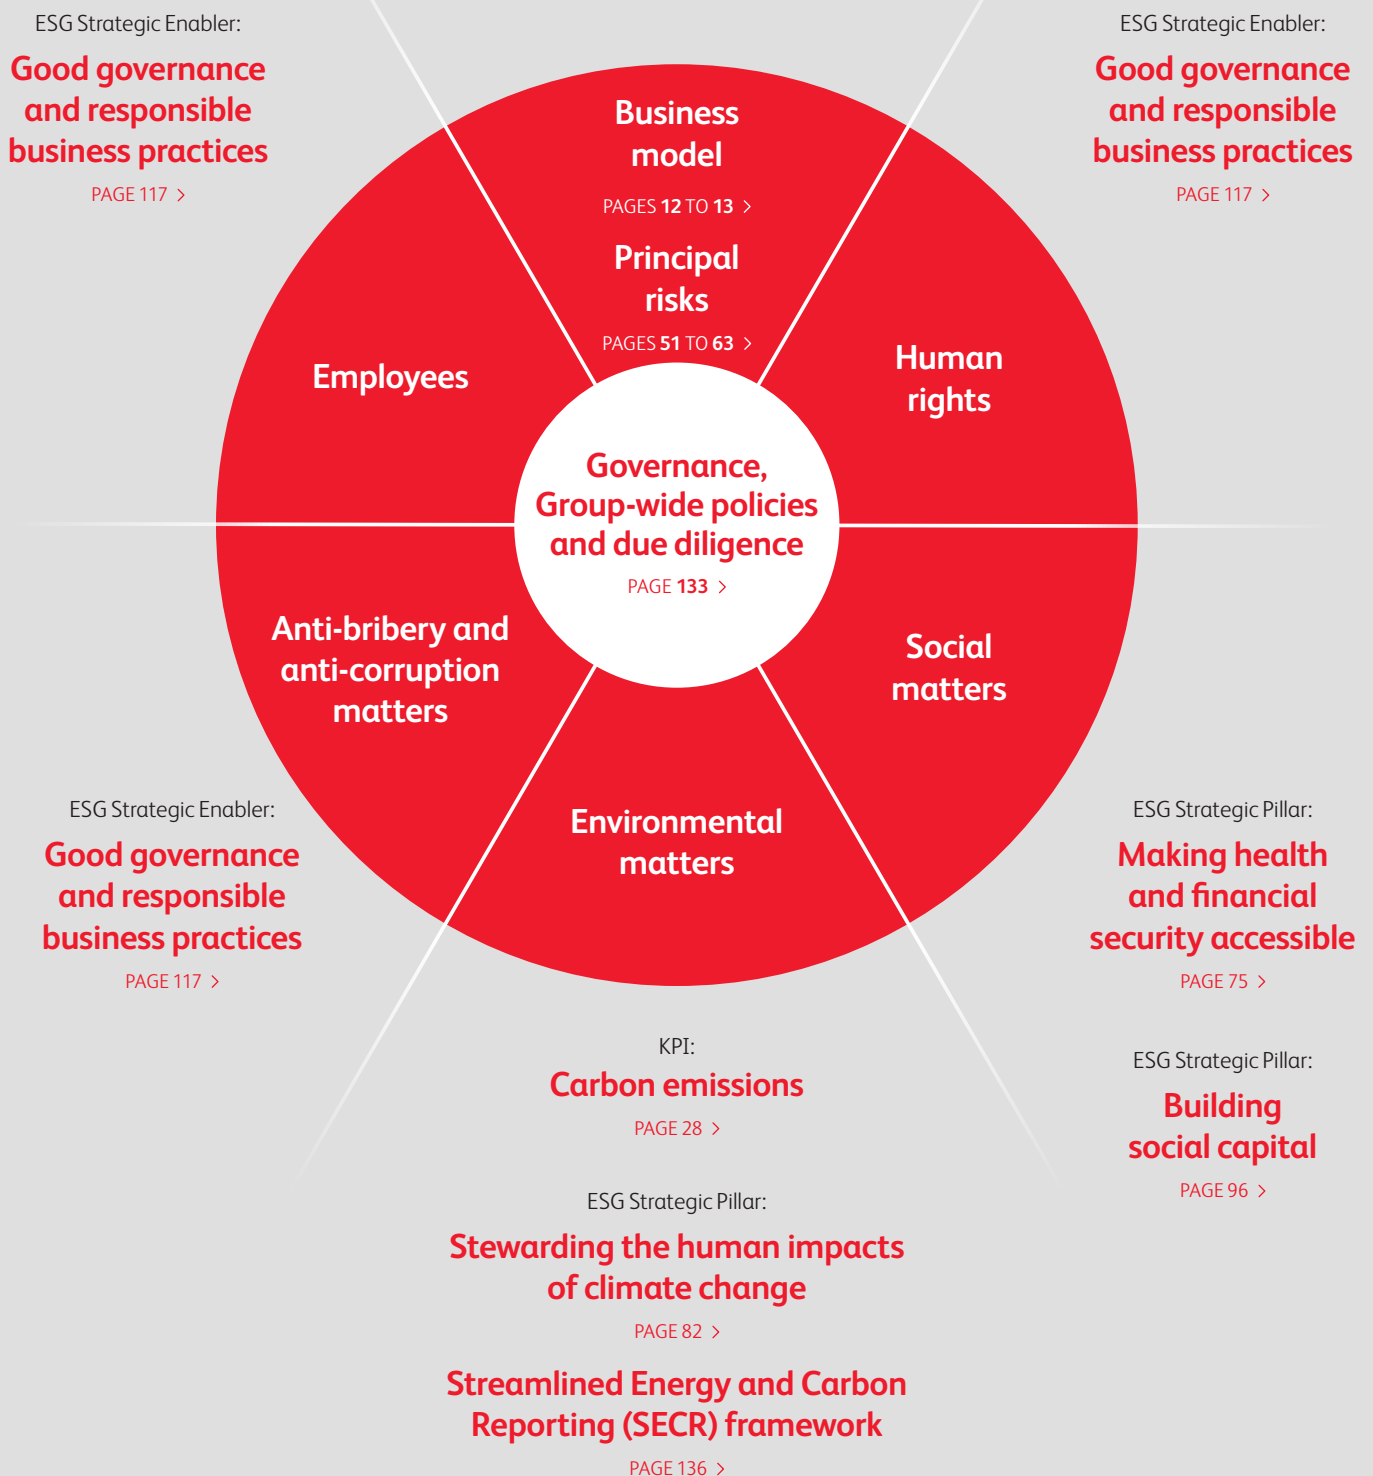 ESG Strategic Enabler:
Good governance
and responsible
business practices
PAGE 117 >
Business
model
PAGES 12 TO 13 >
Principal
risks
PAGES 51 TO 63 >
ESG Strategic Enabler:
Good governance
and responsible
business practices
PAGE 117 >
Employees
Human
rights
Governance,
Group-wide policies
and due diligence
PAGE 133 >
Anti-bribery and
anti-corruption
matters
Social
matters
Environmental
matters
ESG Strategic Enabler:
Good governance
and responsible
business practices
PAGE 117 >
ESG Strategic Pillar:
Making health
and financial
security accessible
PAGE 75 >
ESG Strategic Pillar:
Building
social capital
PAGE 96 >
KPI:
Carbon emissions
PAGE 28 >
ESG Strategic Pillar:
Stewarding the human impacts
of climate change
PAGE 82 >
Streamlined Energy and Carbon
Reporting (SECR) framework
PAGE 136 >